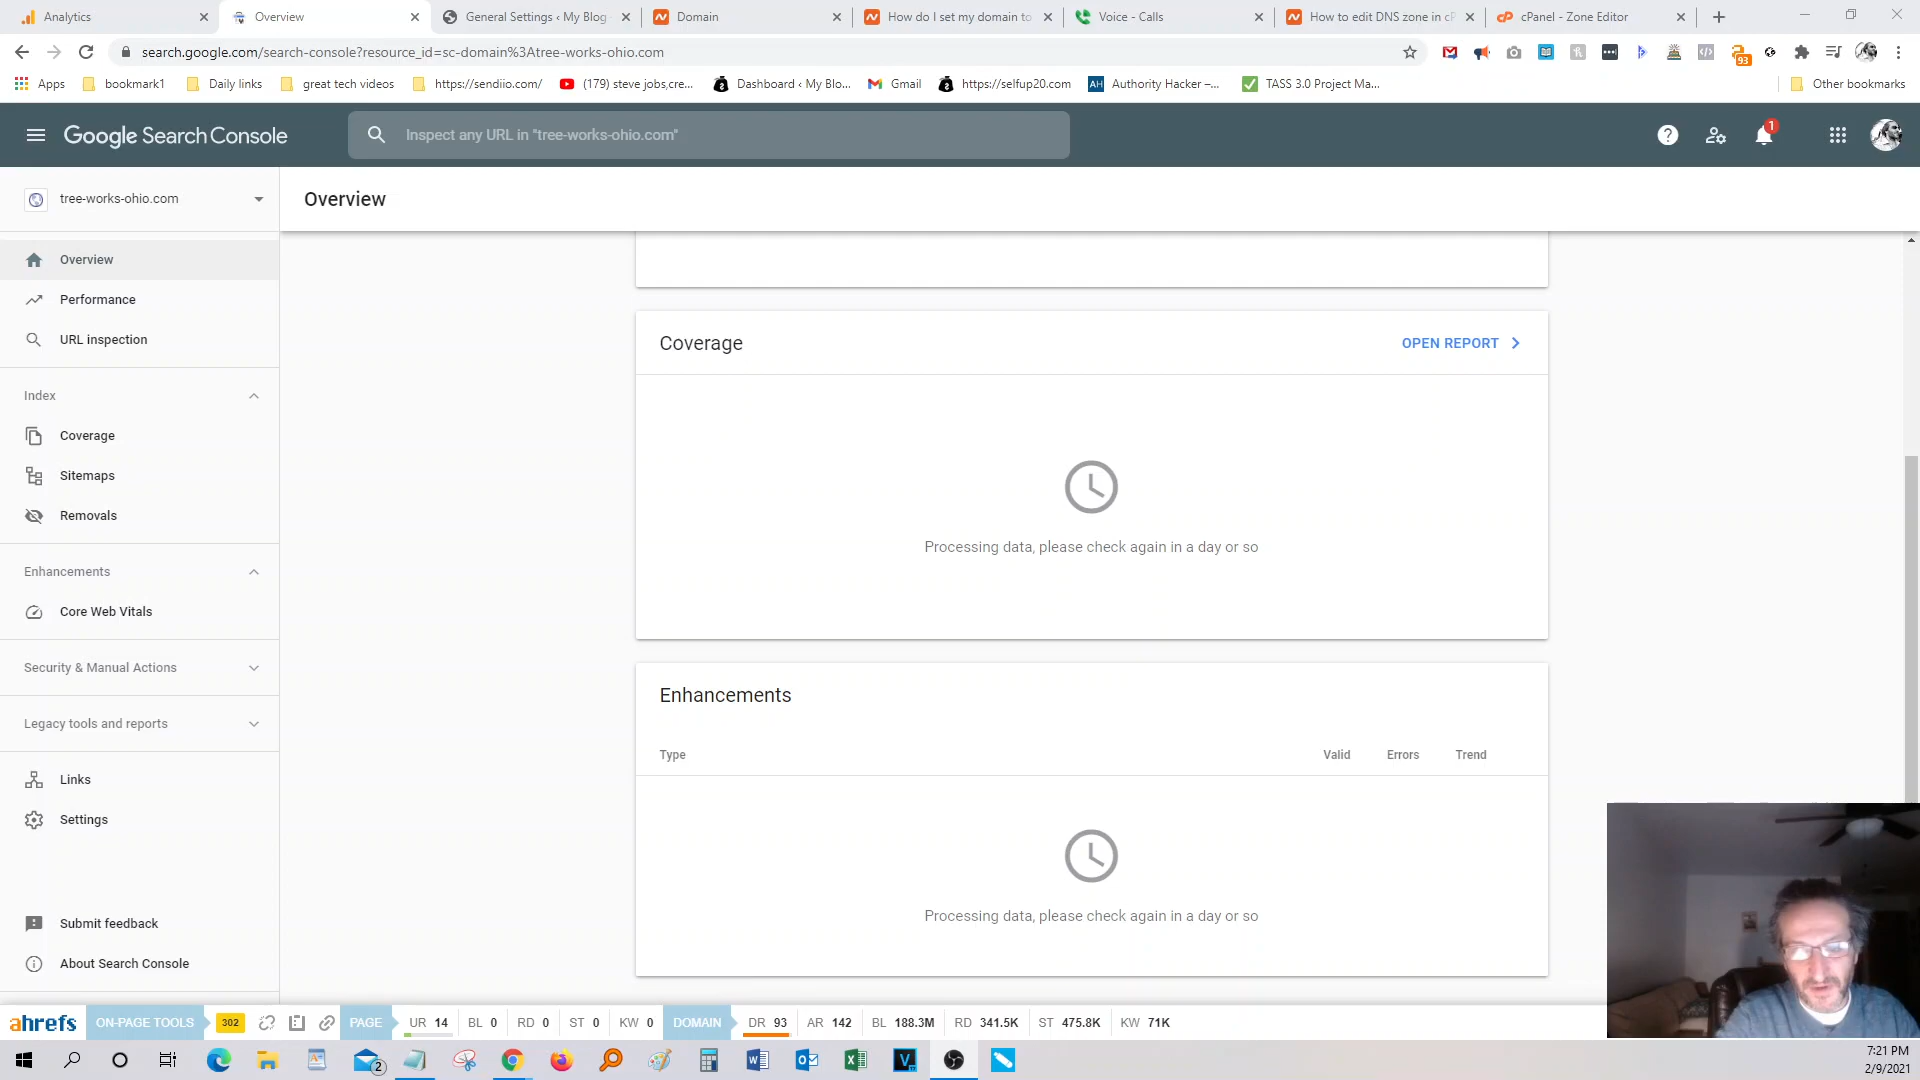 Analytics
Overview
General Settings ‹ My Blog
Domain
How do I set my domain to
Voice - Calls
How to edit DNS zone in cP
cPanel - Zone Editor
search.google.com/search-console?resource_id=sc-domain%3Atree-works-ohio.com
93
Apps
bookmark1
Daily links
great tech videos
https://sendiio.com/
(179) steve jobs,cre...
Dashboard ‹ My Blo...
Gmail
https://selfup20.com
AH
Authority Hacker –...
TASS 3.0 Project Ma...
Other bookmarks
Google Search Console
Inspect any URL in "tree-works-ohio.com"
1
tree-works-ohio.com
Overview
Overview
Performance
URL inspection
Index
Coverage
Sitemaps
Removals
Enhancements
Core Web Vitals
Security & Manual Actions
Legacy tools and reports
Links
Settings
Submit feedback
About Search Console
Coverage
OPEN REPORT
Processing data, please check again in a day or so
Enhancements
Type
Valid
Errors
Trend
Processing data, please check again in a day or so
ahrefs
ON-PAGE TOOLS
302
PAGE
UR 14
BL 0
RD 0
ST 0
KW 0
DOMAIN
DR 93
AR 142
BL 188.3M
RD 341.5K
ST 475.8K
KW 71K
2
7:21 PM
2/9/2021